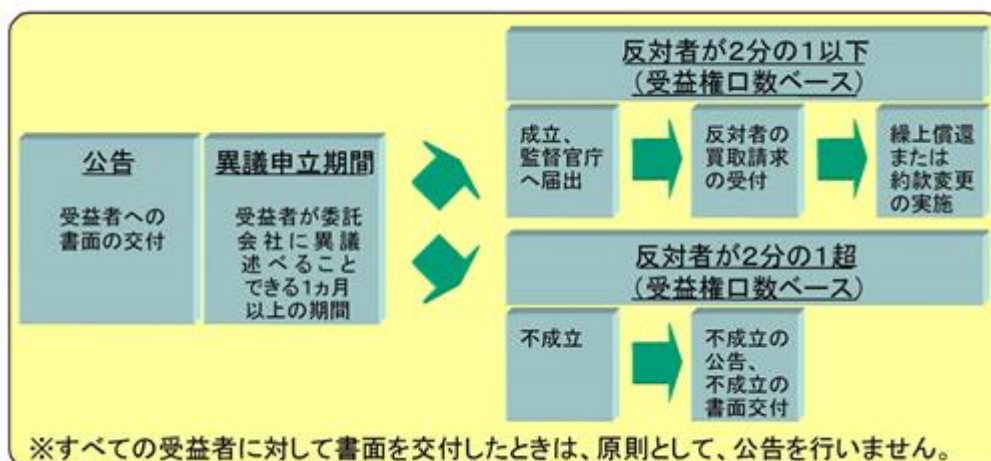 公告
受益者への
書面の交付
異議申立期間
受益者が委託
会社に異議
述べること
できる1ヵ月
以上の期間
反対者が2分の1以下
(受益権口数ベース)
成立、
監督官庁
へ届出
反対者の
買取請求
の受付
繰上償還
または
約款変更
の実施
反対者が2分の1超
(受益権口数ベース)
不成立
不成立の
公告、
不成立の
書面交付
※すべての受益者に対して書面を交付したときは、原則として、公告を行いません。